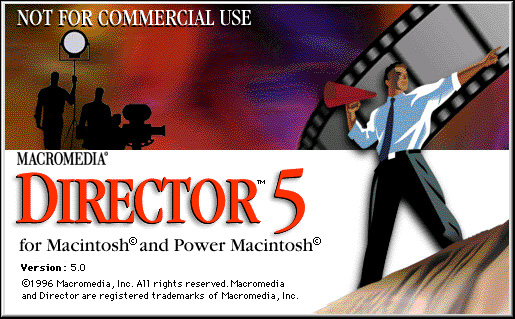 NOT FOR COMMERCIAL USE
MACROMEDIA®
DIRECTOR™ 5
for Macintosh© and Power Macintosh©
Version: 5.0
©1996 Macromedia, Inc. All rights reserved. Macromedia
and Director are registered trademarks of Macromedia, Inc.